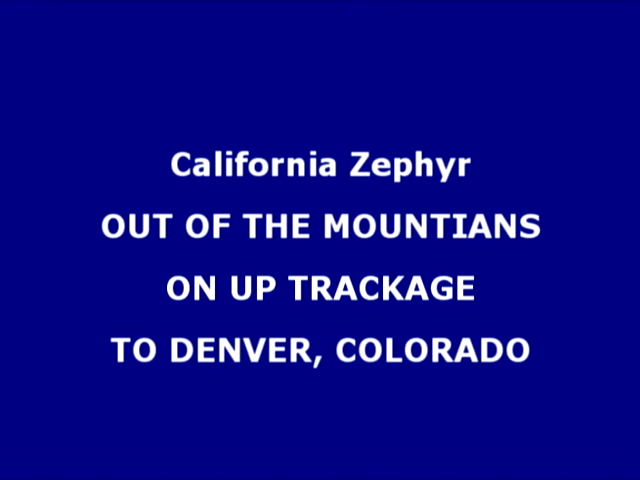 California Zephyr
OUT OF THE MOUNTIANS
ON UP TRACKAGE
TO DENVER, COLORADO